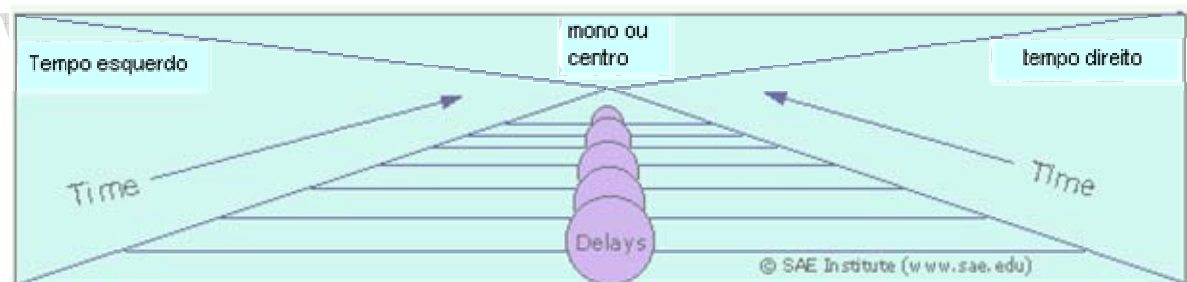 mono ou
centro
Tempo esquerdo
tempo direito
Time
Time
Delays
© SAE Institute (www.sae.edu)